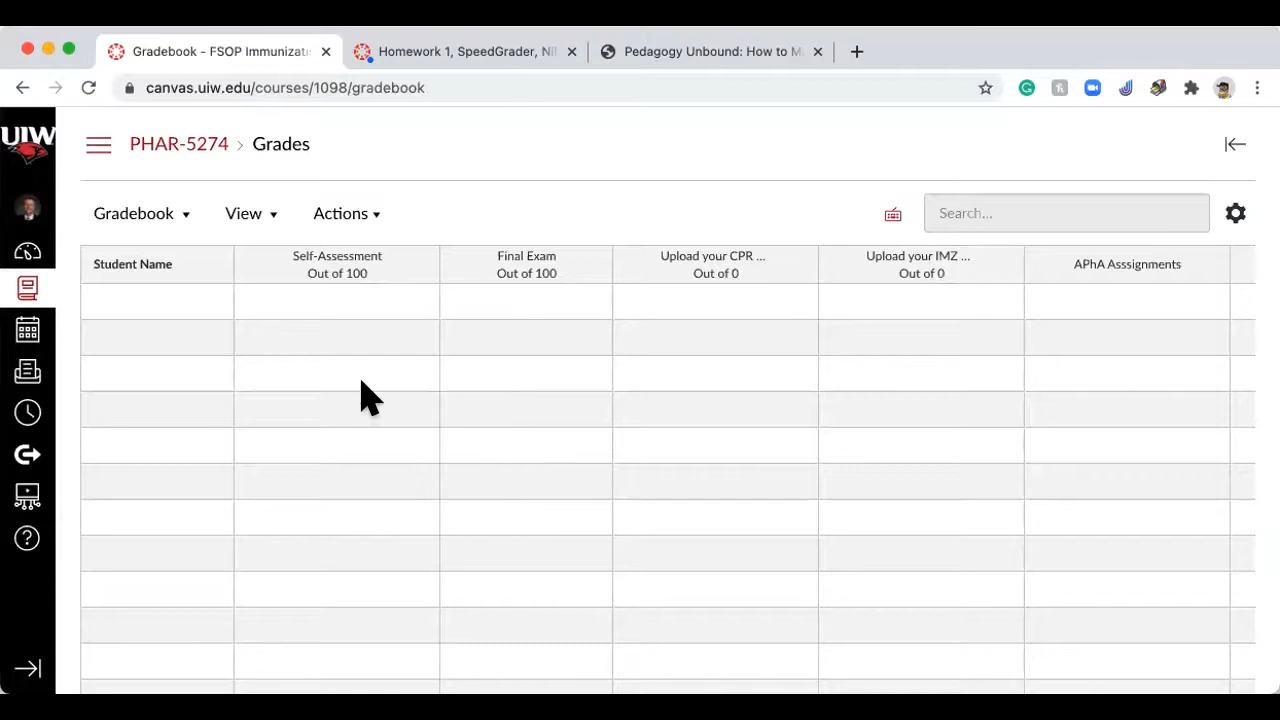 Gradebook - FSOP Immunizati
Homework 1, SpeedGrader, Ni
Pedagogy Unbound: How to M
canvas.uiw.edu/courses/1098/gradebook
UIW
PHAR-5274 > Grades
Gradebook View Actions
Search...
Student Name
Self-Assessment
Out of 100
Final Exam
Out of 100
Upload your CPR ...
Out of 0
Upload your IMZ ...
Out of 0
APhA Asssignments